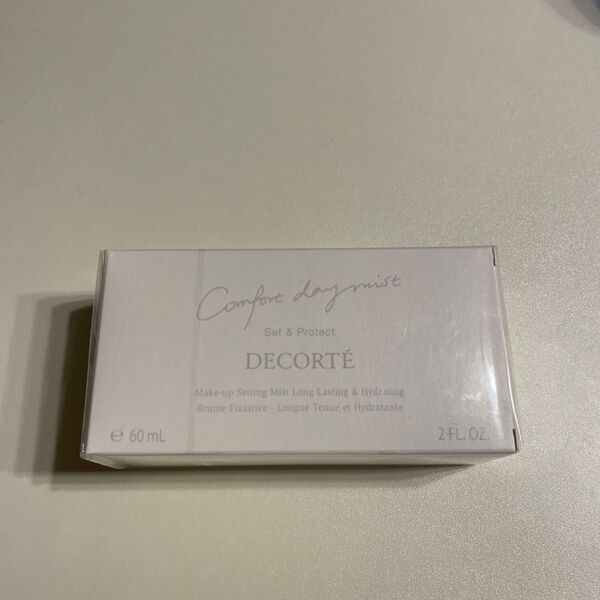 Comfort day mist
Set & Protect
DECORTÉ
Make-up Setting Mist Long Lasting & Hydrating
Brume Fixatrice - Longue Tenue et Hydratante
℮ 60 mL 2 FL. OZ.